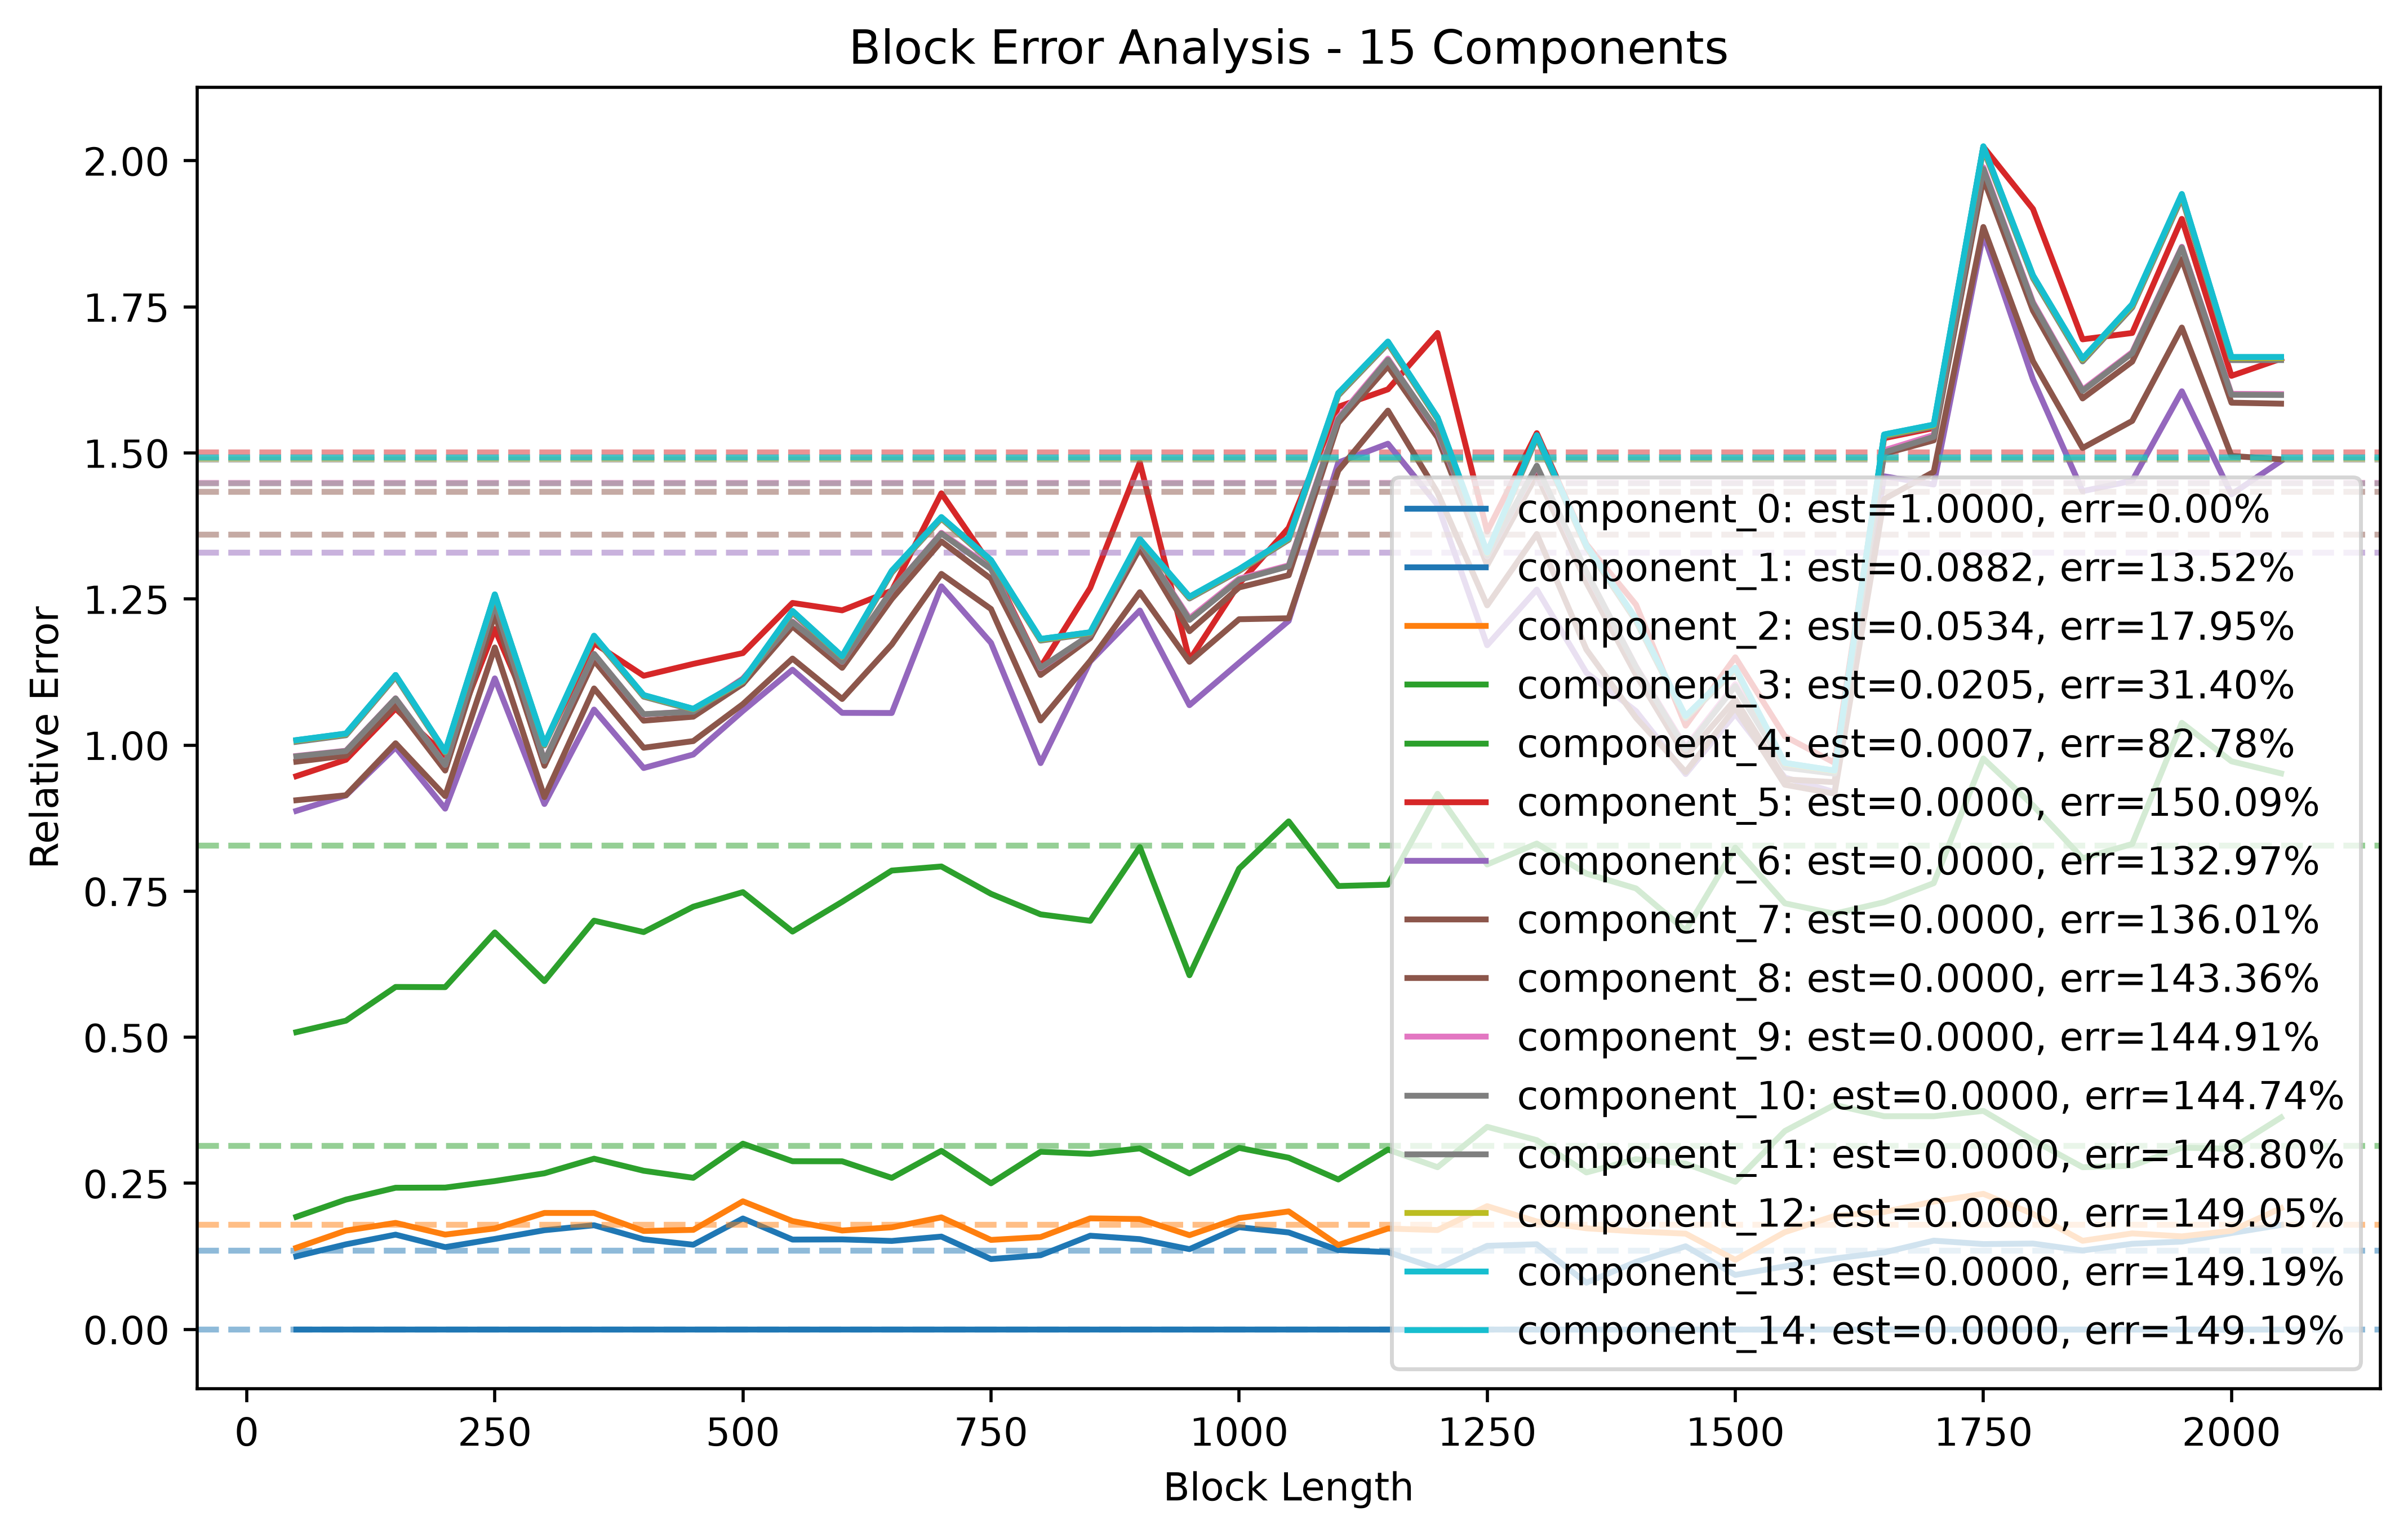 Block Error Analysis - 15 Components
2.00
1.75
1.50
1.25
1.00
0.75
0.50
0.25
0.00
Relative Error
component_0: est=1.0000, err=0.00%
component_1: est=0.0882, err=13.52%
component_2: est=0.0534, err=17.95%
component_3: est=0.0205, err=31.40%
component_4: est=0.0007, err=82.78%
component_5: est=0.0000, err=150.09%
component_6: est=0.0000, err=132.97%
component_7: est=0.0000, err=136.01%
component_8: est=0.0000, err=143.36%
component_9: est=0.0000, err=144.91%
component_10: est=0.0000, err=144.74%
component_11: est=0.0000, err=148.80%
component_12: est=0.0000, err=149.05%
component_13: est=0.0000, err=149.19%
component_14: est=0.0000, err=149.19%
0 250 500 750 1000 1250 1500 1750 2000
Block Length